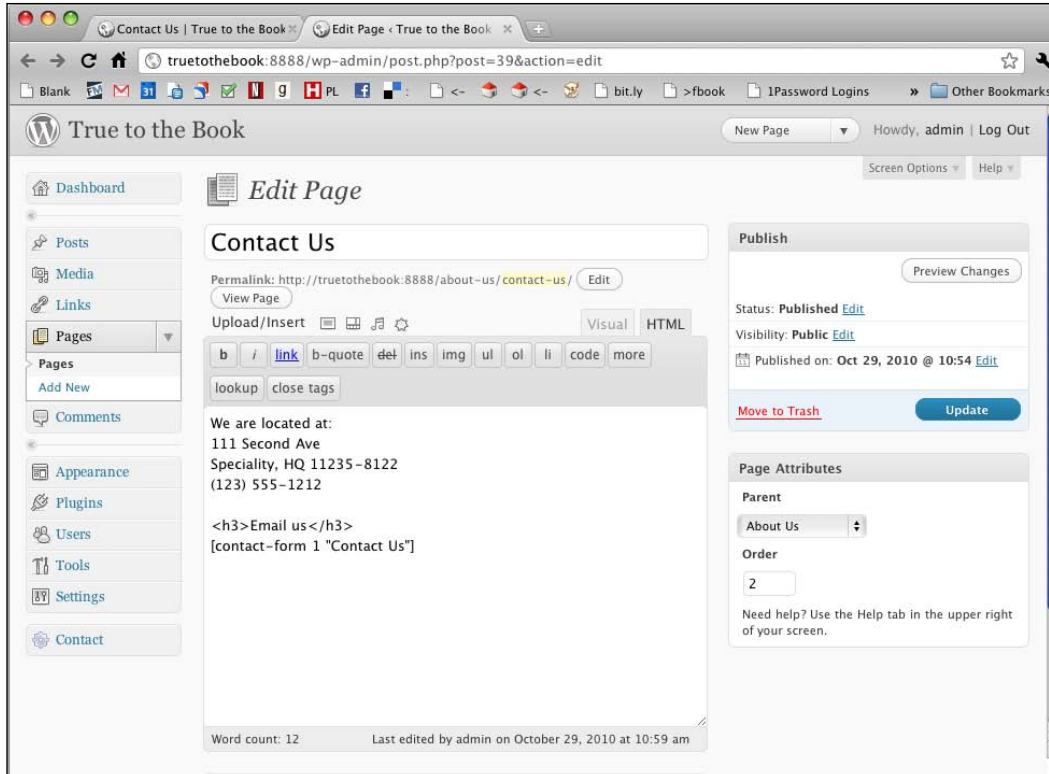 Contact Us | True to the Book
Edit Page ‹ True to the Book
truetothebook:8888/wp-admin/post.php?post=39&action=edit
Blank 31 N g H PL f : <- <- bit.ly >fbook 1Password Logins » Other Bookmarks
True to the Book
New Page
Howdy, admin | Log Out
Screen Options
Help
Dashboard
Posts
Media
Links
Pages
Pages
Add New
Comments
Appearance
Plugins
Users
Tools
Settings
Contact
Edit Page
Contact Us
Permalink: http://truetothebook:8888/about-us/contact-us/ Edit
View Page
Upload/Insert
Visual HTML
b i link b-quote del ins img ul ol li code more
lookup close tags
We are located at:
111 Second Ave
Speciality, HQ 11235-8122
(123) 555-1212
<h3>Email us</h3>
[contact-form 1 "Contact Us"]
Word count: 12
Last edited by admin on October 29, 2010 at 10:59 am
Publish
Preview Changes
Status: Published Edit
Visibility: Public Edit
Published on: Oct 29, 2010 @ 10:54 Edit
Move to Trash
Update
Page Attributes
Parent
About Us
Order
2
Need help? Use the Help tab in the upper right
of your screen.